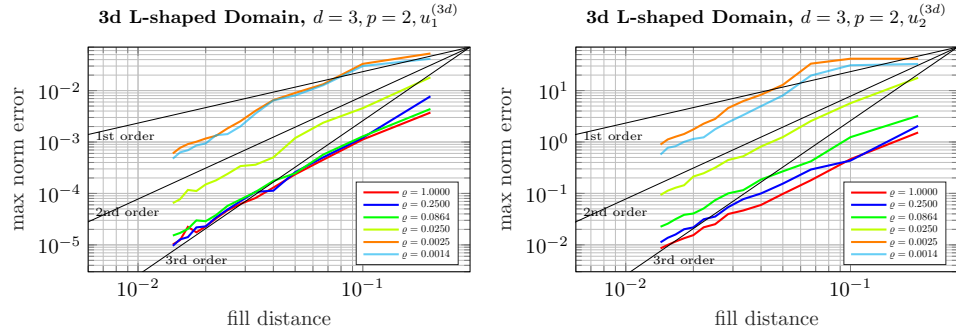 3d L-shaped Domain, d = 3, p = 2, u_1^{(3d)}
max norm error
10^{-2}
10^{-3}
10^{-4}
10^{-5}
1st order
2nd order
3rd order
ϱ = 1.0000
ϱ = 0.2500
ϱ = 0.0864
ϱ = 0.0250
ϱ = 0.0025
ϱ = 0.0014
10^{-2}
10^{-1}
fill distance
3d L-shaped Domain, d = 3, p = 2, u_2^{(3d)}
max norm error
10^{1}
10^{0}
10^{-1}
10^{-2}
1st order
2nd order
3rd order
ϱ = 1.0000
ϱ = 0.2500
ϱ = 0.0864
ϱ = 0.0250
ϱ = 0.0025
ϱ = 0.0014
10^{-2}
10^{-1}
fill distance